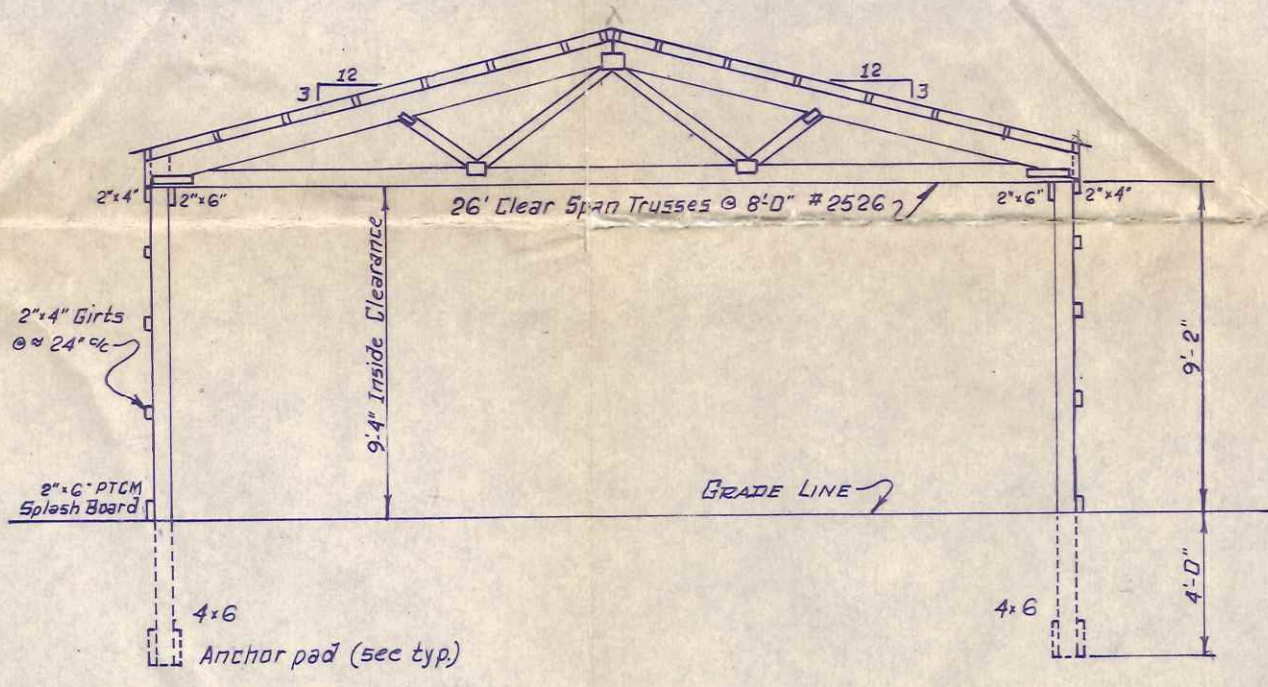 12
3
12
3
2"x4"
2"x6"
26' Clear Span Trusses @ 8'-0" #2526
2"x6"
2"x4"
9'-4" Inside Clearance
9'-2"
2"x4" Girts
@ ≈ 24" c/c
2"x6" PTCM
Splash Board
GRADE LINE
4'-0"
4x6
4x6
Anchor pad (see typ.)